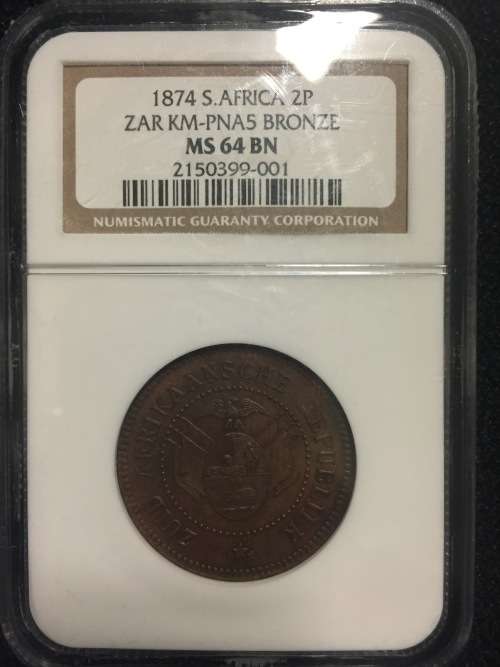 1874 S.AFRICA 2P
ZAR KM-PNA5 BRONZE
MS 64 BN
2150399-001
NUMISMATIC GUARANTY CORPORATION
ZUID AFRIKAANSCHE REPUBLIEK